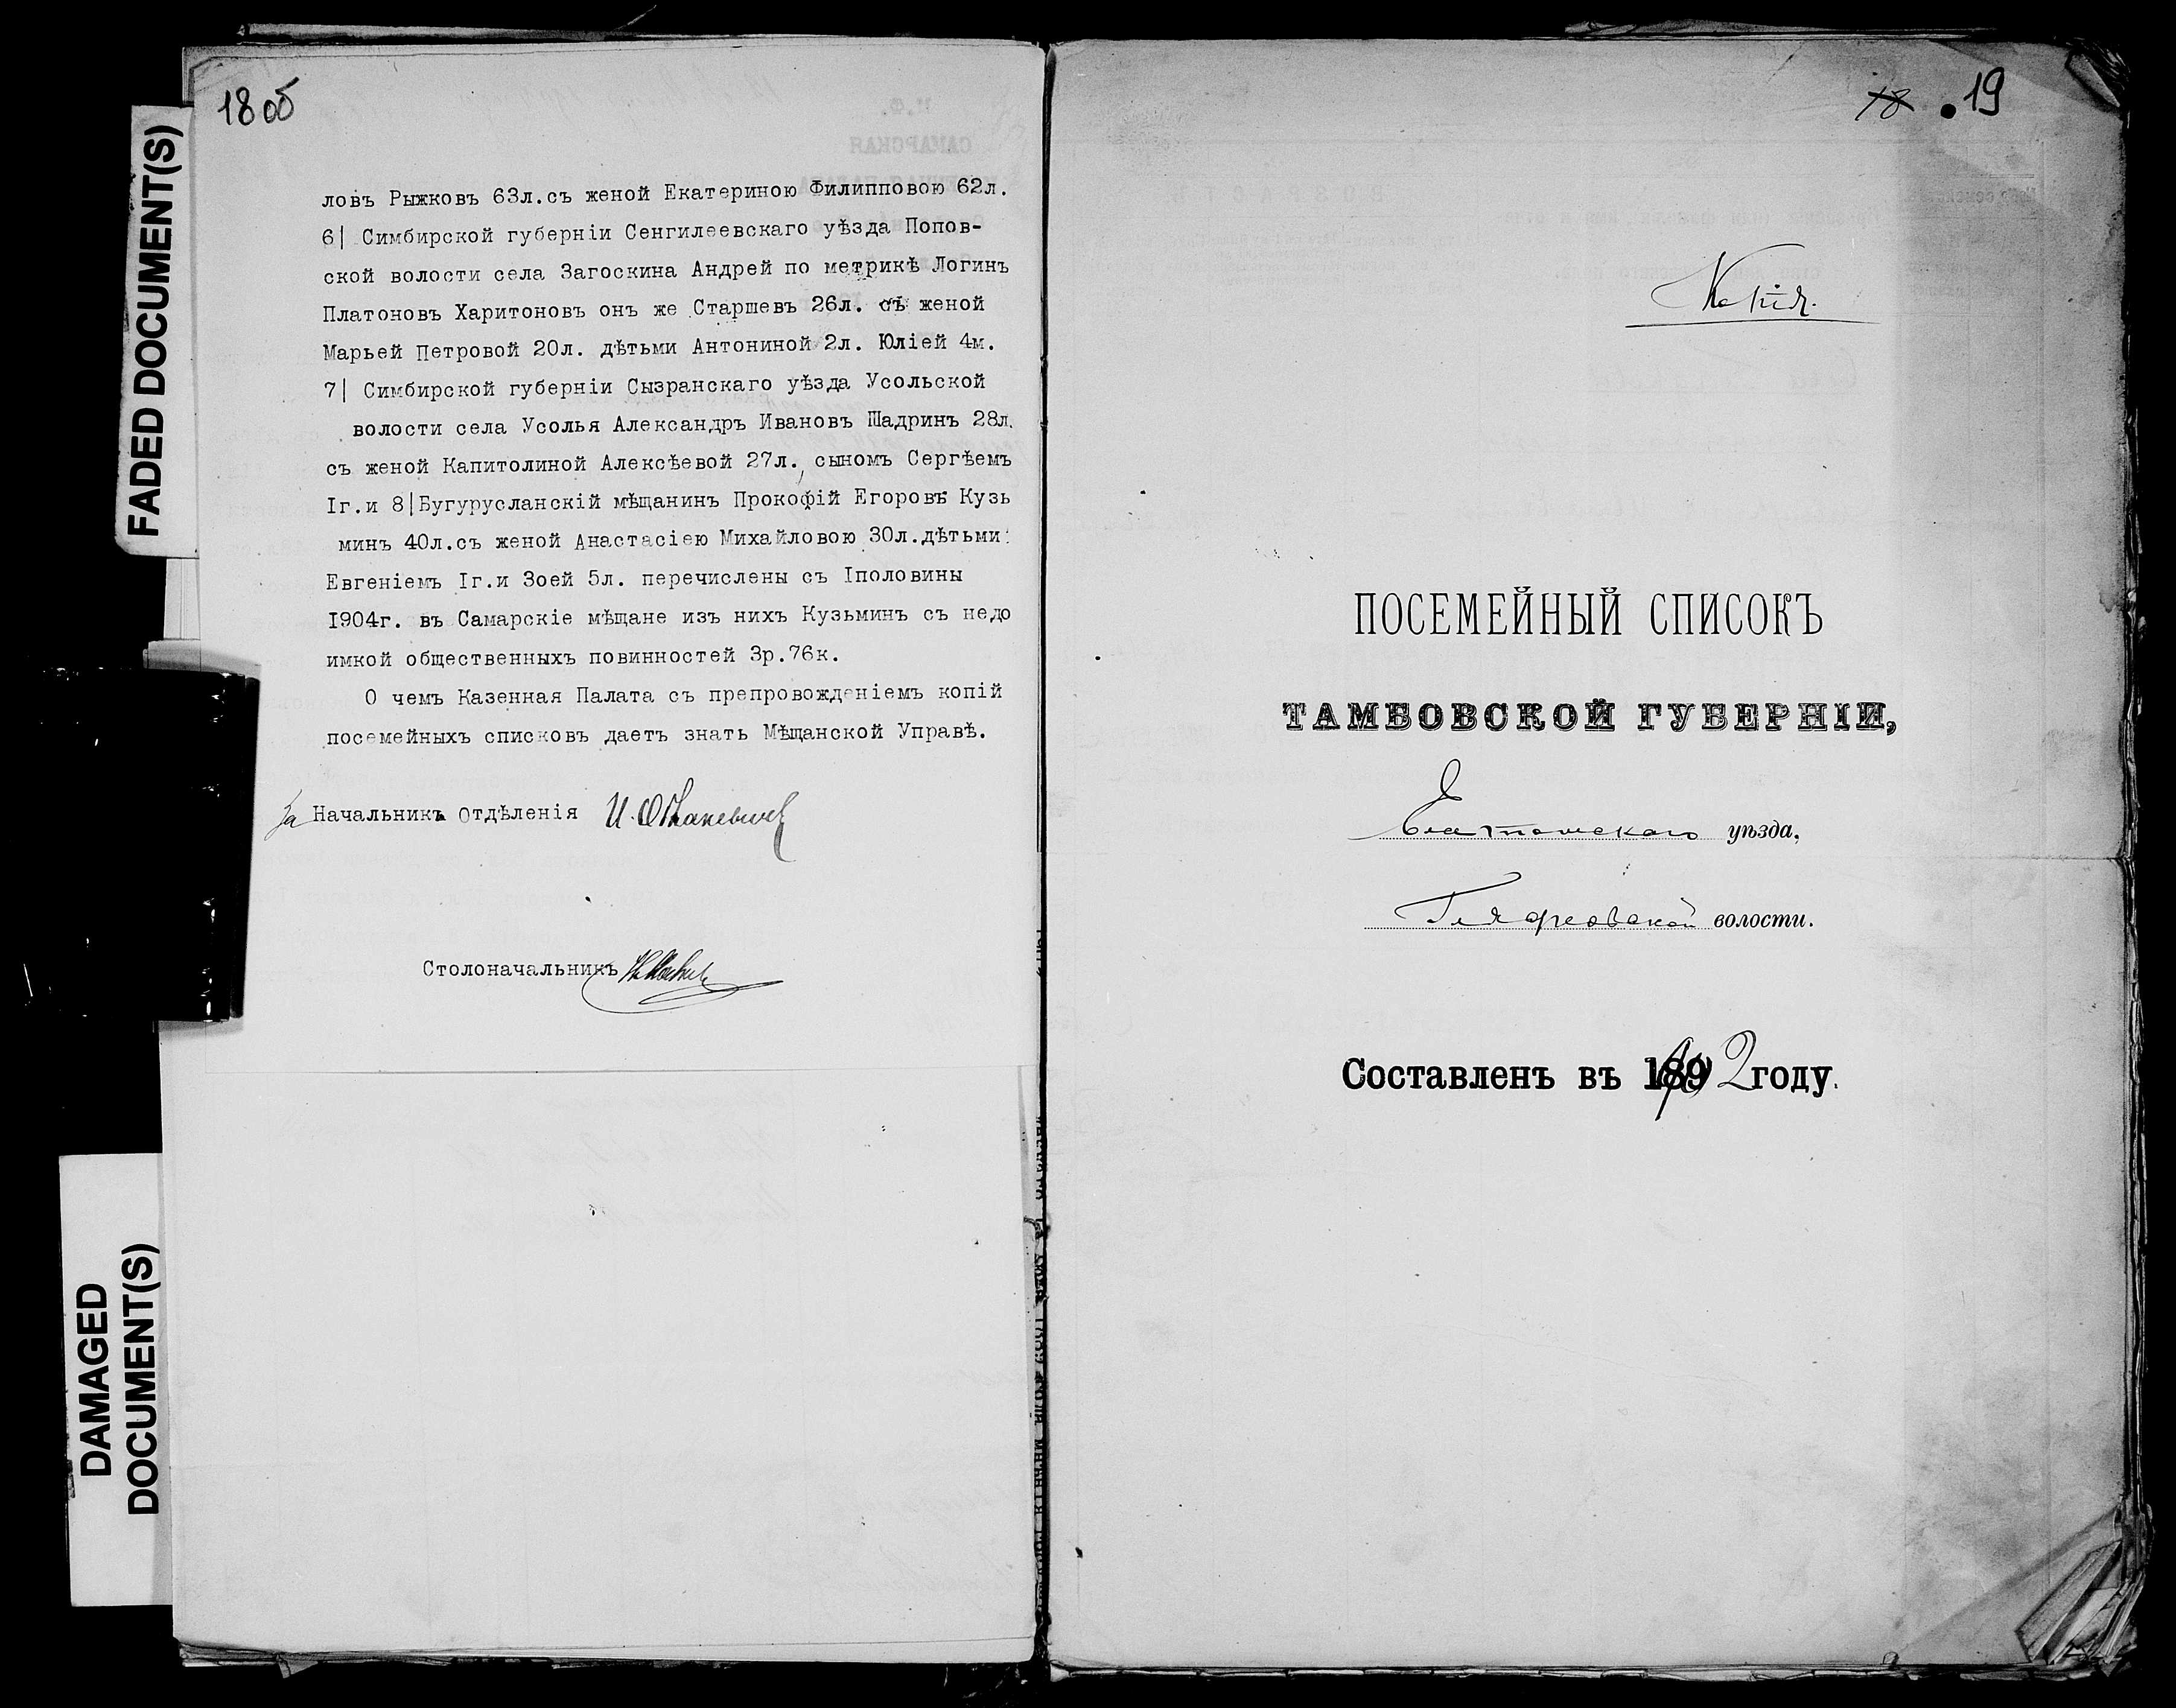 FADED DOCUMENT(S)
DAMAGED
DOCUMENT(S)
18 об
ловъ Рыжковъ 63л.съ женой Екатериною Филипповою 62л.
6| Симбирской губерніи Сенгилеевскаго уѣзда Попов-
ской волости села Загоскина Андрей по метрикѣ Логинъ
Платоновъ Харитоновъ онъ же Старшевъ 26л. съ женой
Марьей Петровой 20л. дѣтьми Антониной 2л. Юліей 4м.
7| Симбирской губерніи Сызранскаго уѣзда Усольской
волости села Усолья Александръ Ивановъ Шадринъ 28л.
съ женой Капитолиной Алексѣевой 27л., сыномъ Сергѣемъ
Iг.и 8|Бугурусланскій мѣщанинъ Прокофій Егоровъ Кузь
минъ 40л.съ женой Анастасіею Михайловою 30л.дѣтьми:
Евгеніемъ Iг.и Зоей 5л. перечислены съ Iполовины
I904г. въ Самарскіе мѣщане изъ нихъ Кузьминъ съ недо
имкой общественныхъ повинностей 3р.76к.
О чемъ Казенная Палата съ препровожденіемъ копій
посемейныхъ списковъ даетъ знать Мѣщанской Управѣ.
За Начальника Отдѣленія
Столоначальникъ
18 19
Копія.
ПОСЕМЕЙНЫЙ СПИСОКЪ
ТАМБОВСКОЙ ГУБЕРНІИ,
Елатомскаго уѣзда,
волости.
Составленъ въ 1902 году.